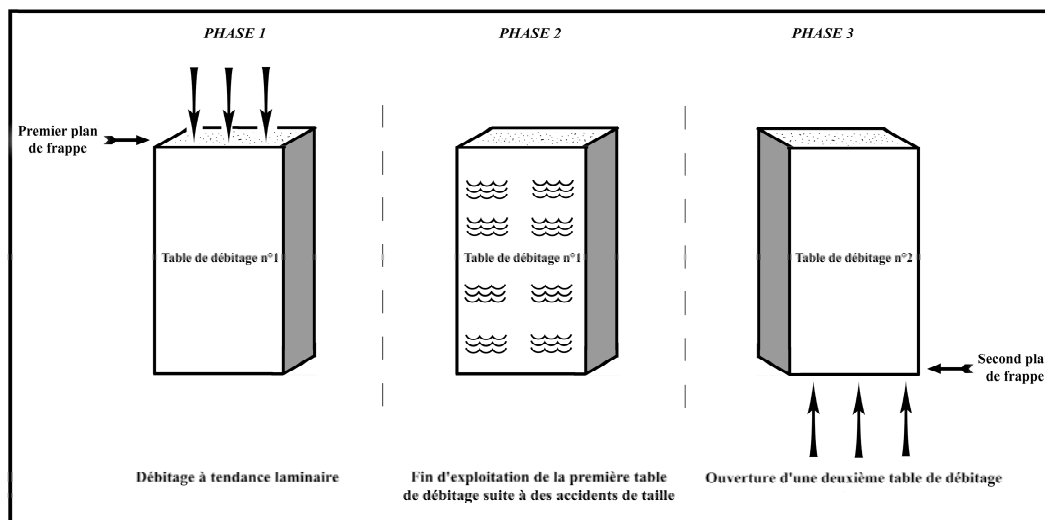 PHASE 1
PHASE 2
PHASE 3
Premier plan
de frappe
Table de débitage n°1
Table de débitage n°1
Table de débitage n°2
Second pla
de frappe
Débitage à tendance laminaire
Fin d'exploitation de la première table
de débitage suite à des accidents de taille
Ouverture d'une deuxième table de débitage